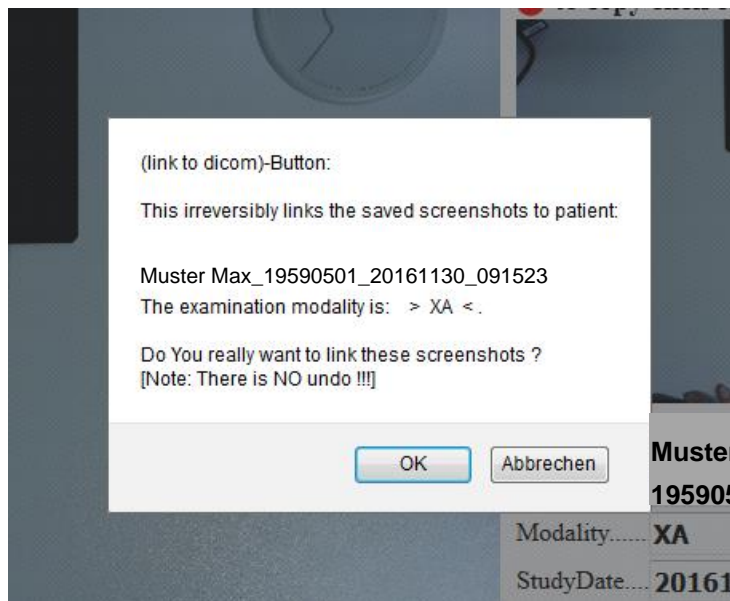 (link to dicom)-Button:
This irreversibly links the saved screenshots to patient:
Muster Max_19590501_20161130_091523
The examination modality is: > XA < .
Do You really want to link these screenshots ?
[Note: There is NO undo !!!]
OK
Abbrechen
Muster
195905
Modality...... XA
StudyDate.... 20161